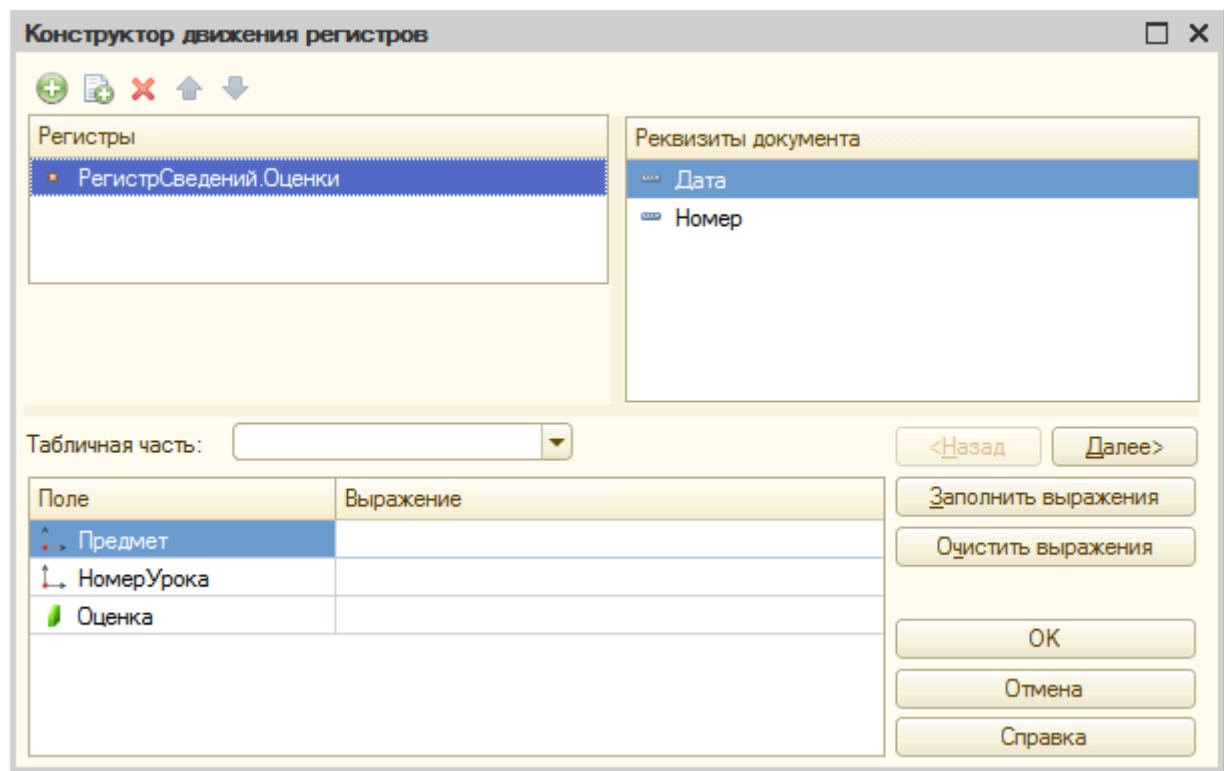 Конструктор движения регистров
Регистры
РегистрСведений.Оценки
Реквизиты документа
Дата
Номер
Табличная часть:
<Назад
Далее>
Поле
Выражение
Заполнить выражения
Предмет
Очистить выражения
НомерУрока
Оценка
OK
Отмена
Справка